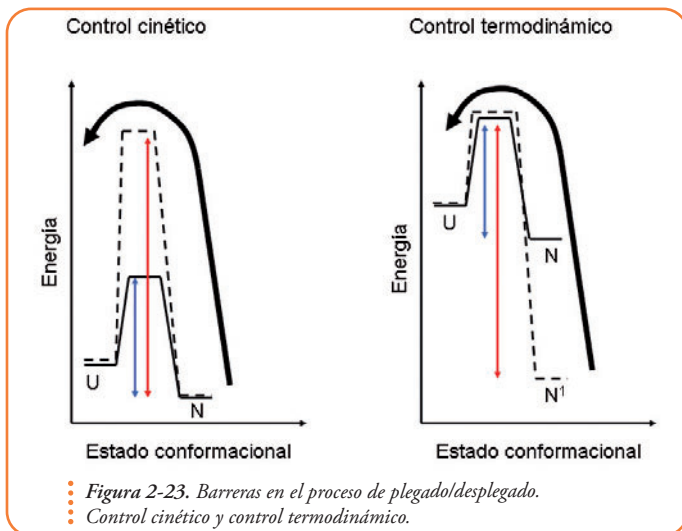 Control cinético
Control termodinámico
Energia
U
N
Estado conformacional
Energía
U
N
N¹
Estado conformacional
Figura 2-23. Barreras en el proceso de plegado/desplegado.
Control cinético y control termodinámico.